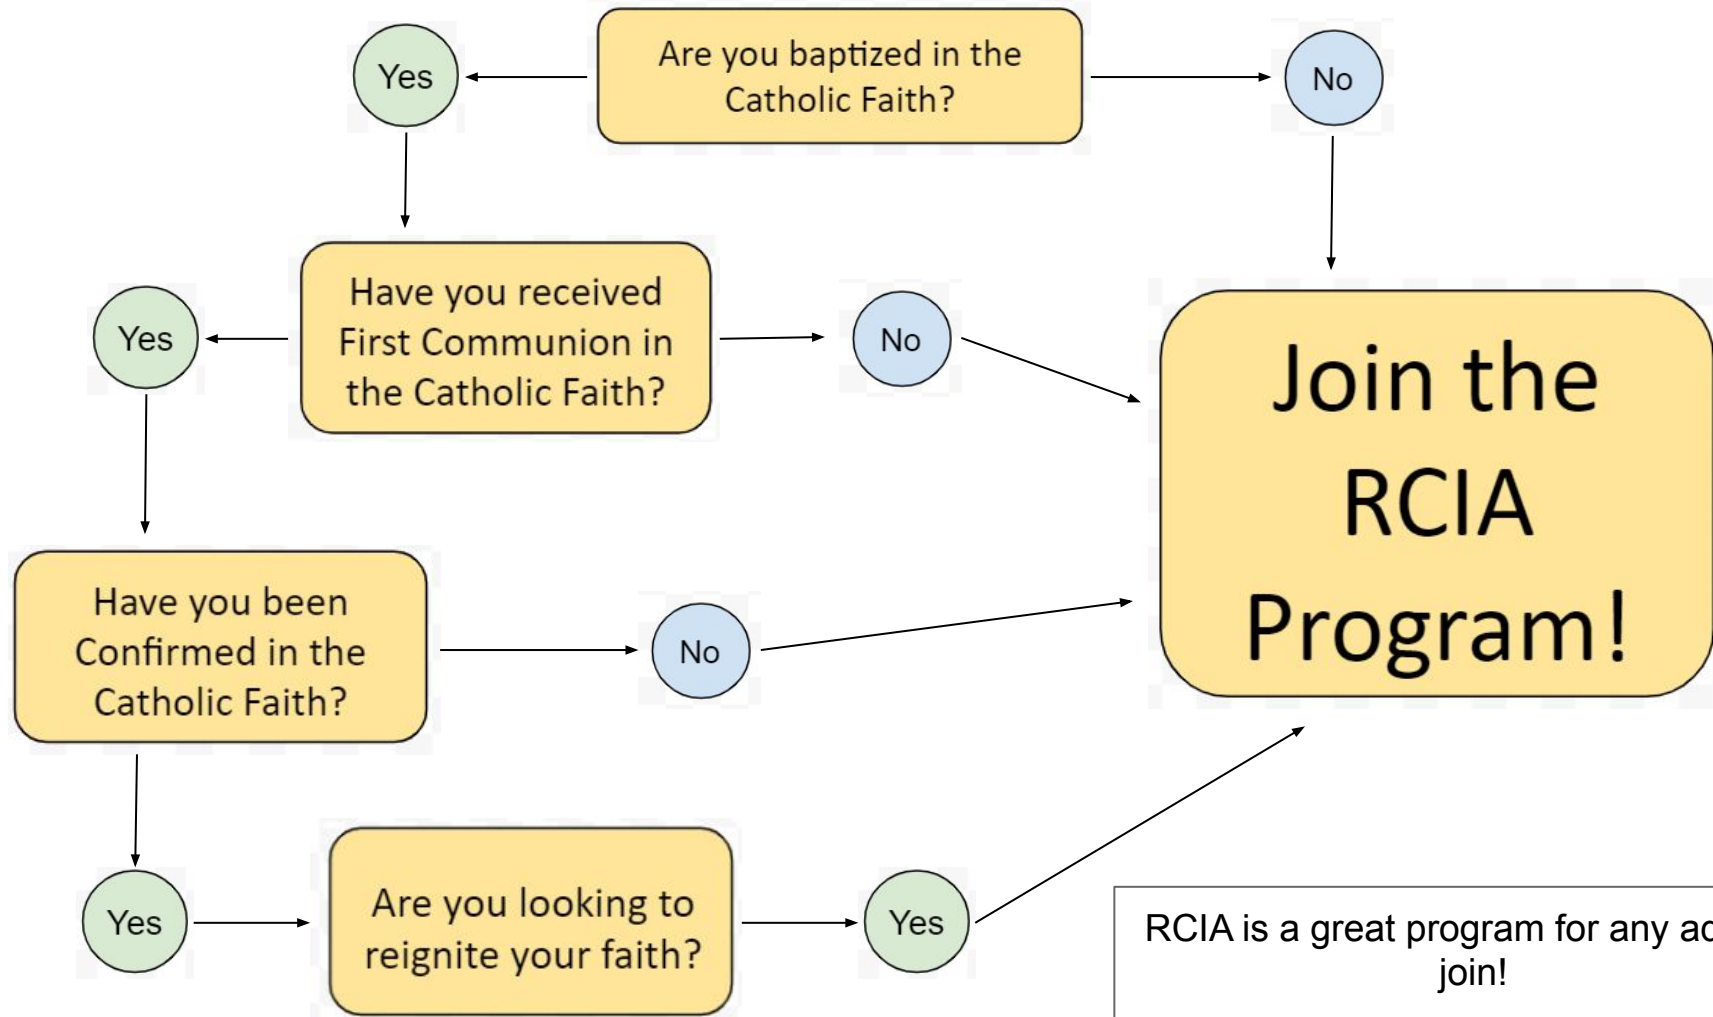 Are you baptized in the
Catholic Faith?
Yes
No
Have you received
First Communion in
the Catholic Faith?
Yes
No
Join the
RCIA
Program!
Have you been
Confirmed in the
Catholic Faith?
No
Yes
Are you looking to
reignite your faith?
Yes
RCIA is a great program for any
join!